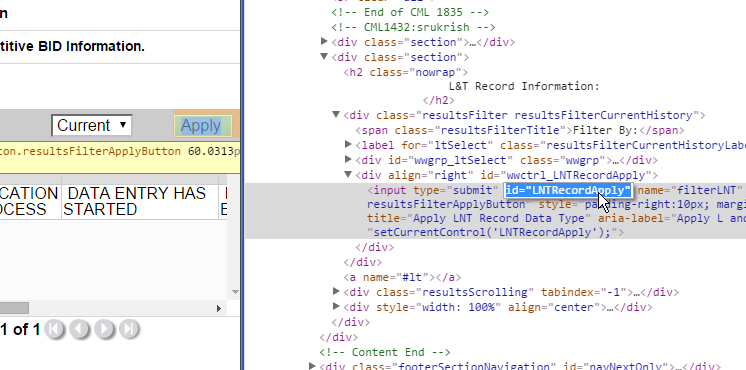 n
titive BID Information.
Current
Apply
ton.resultsFilterApplyButton 60.0313p
CATION
OCESS
DATA ENTRY HAS
STARTED
1 of 1
<!-- End of CML 1835 -->
<!-- CML1432:srukrish -->
<div class="section">…</div>
<div class="section">
<h2 class="nowrap">
L&T Record Information:
</h2>
<div class="resultsFilter resultsFilterCurrentHistory">
<span class="resultsFilterTitle">Filter By:</span>
<label for="ltSelect" class="resultsFilterCurrentHistoryLabe
<div id="wwgrp_ltSelect" class="wwgrp">…</div>
<div align="right" id="wwctrl_LNTRecordApply">
<input type="submit" id="LNTRecordApply" name="filterLNT"
resultsFilterApplyButton" style="padding-right:10px; margi
title="Apply LNT Record Data Type" aria-label="Apply L an
"setCurrentControl('LNTRecordApply');">
</div>
</div>
<a name="#lt"></a>
<div class="resultsScrolling" tabindex="-1">…</div>
<div style="width: 100%" align="center">…</div>
</div>
</div>
<!-- Content End -->
<div class="footerSectionNavigation" id="navNextOnly">…</div>